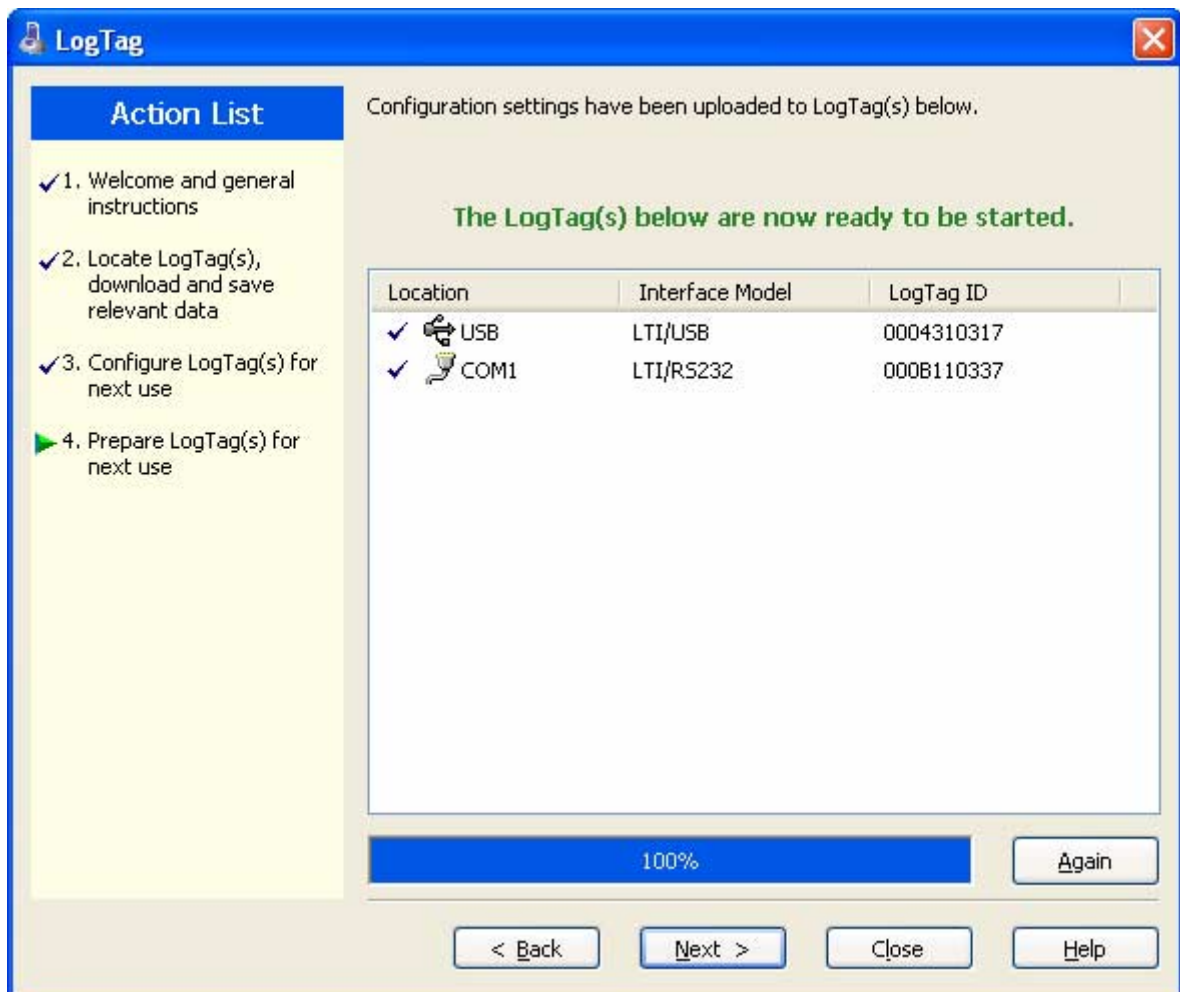 LogTag
Action List
1. Welcome and general
instructions
2. Locate LogTag(s),
download and save
relevant data
3. Configure LogTag(s) for
next use
4. Prepare LogTag(s) for
next use
Configuration settings have been uploaded to LogTag(s) below.
The LogTag(s) below are now ready to be started.
Location Interface Model LogTag ID
USB LTI/USB 0004310317
COM1 LTI/RS232 000B110337
100%
Again
< Back Next > Close Help